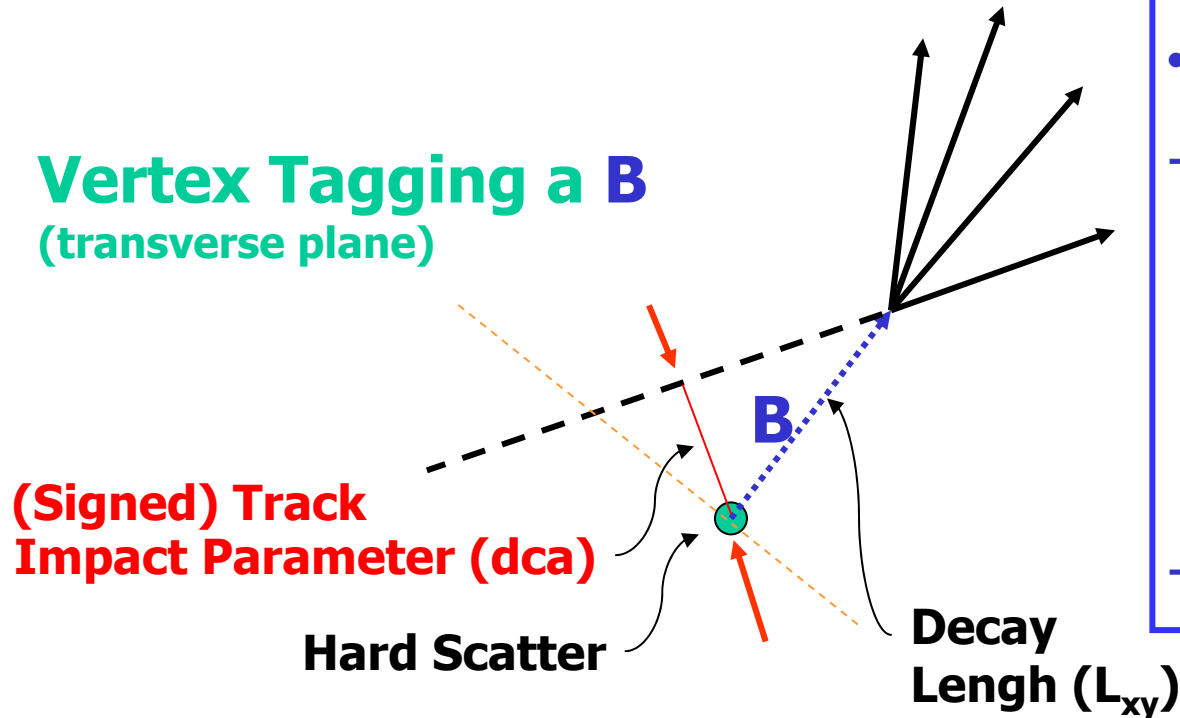 Vertex Tagging a B
(transverse plane)
B
(Signed) Track
Impact Parameter (dca)
Hard Scatter
Decay
Lengh (Lxy)